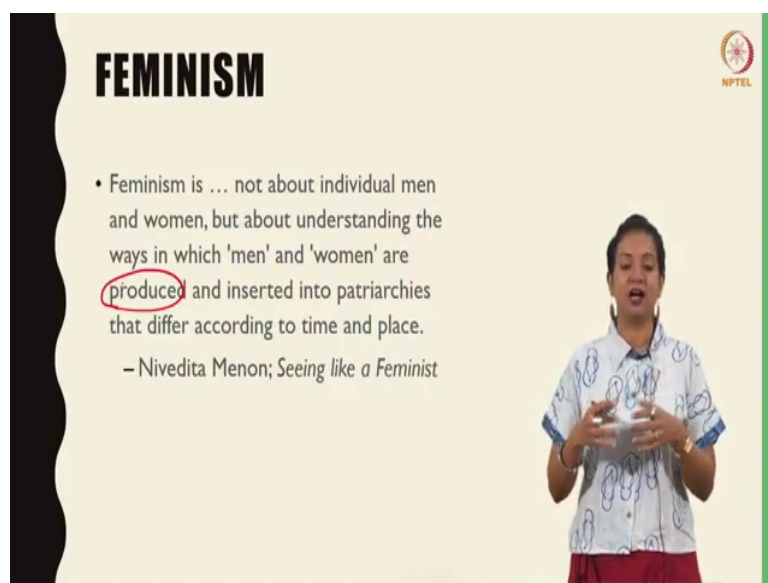 FEMINISM
NPTEL
• Feminism is ... not about individual men
and women, but about understanding the
ways in which 'men' and 'women' are
produced and inserted into patriarchies
that differ according to time and place.
– Nivedita Menon; Seeing like a Feminist